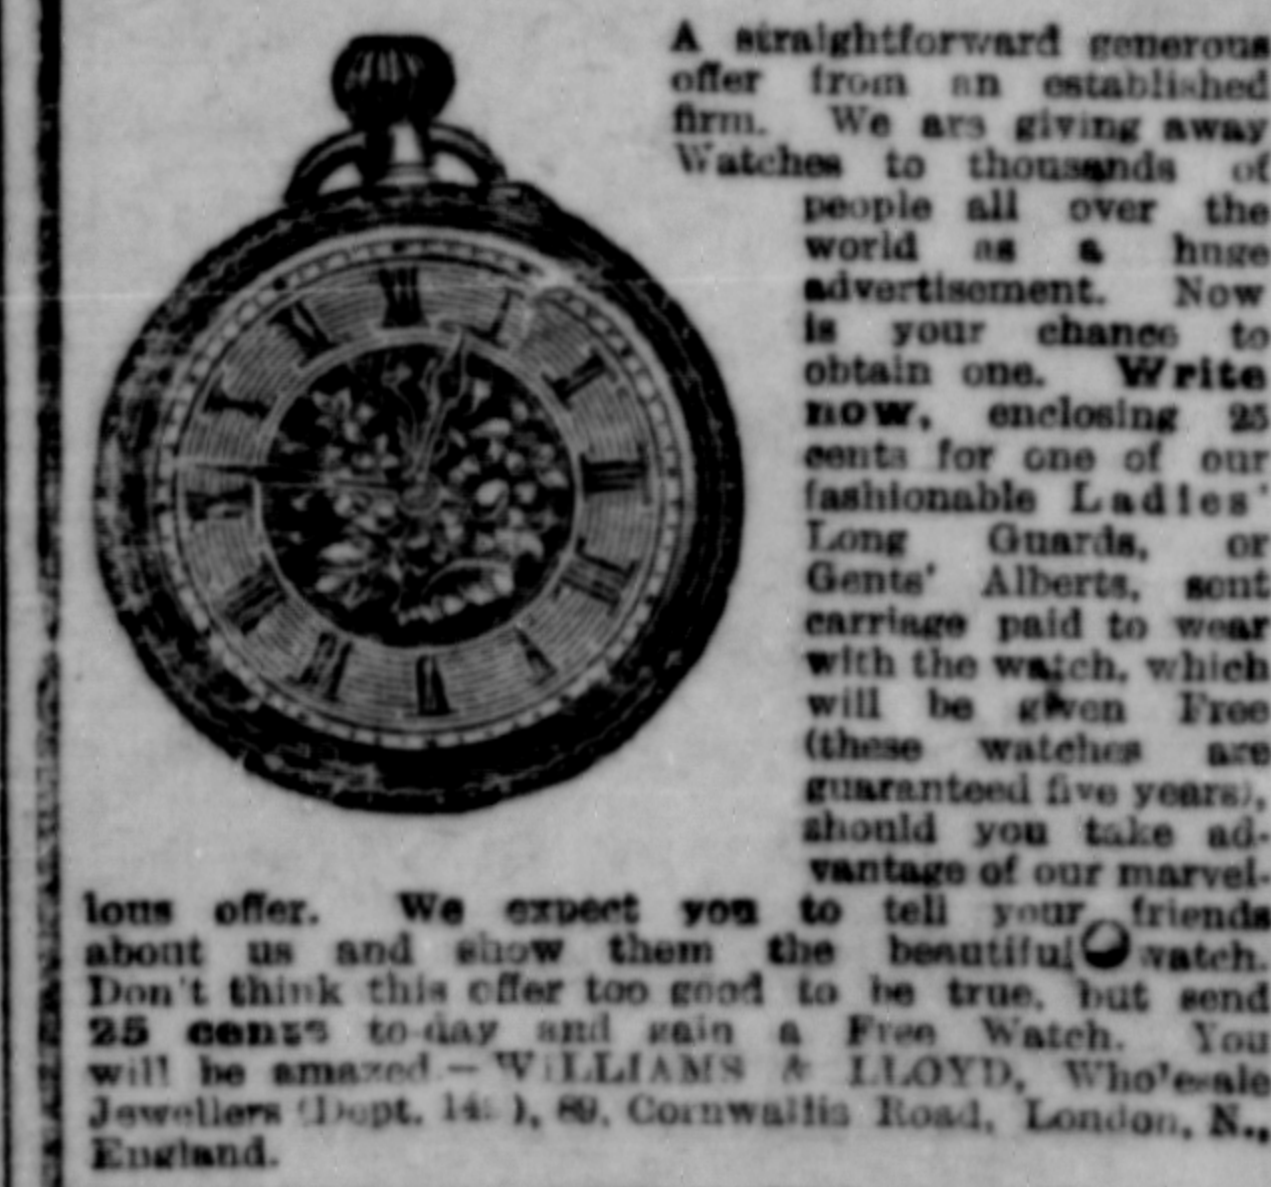 A straightforward generous
offer from an established
firm. We are giving away
Watches to thousands of
people all over the
world as a huge
advertisement. Now
is your chance to
obtain one. Write
now, enclosing 25
cents for one of our
fashionable Ladies'
Long Guards, or
Gents' Alberts, sent
carriage paid to wear
with the watch, which
will be given Free
(these watches are
guaranteed five years),
should you take ad-
vantage of our marvel-
lous offer. We expect you to tell your friends
about us and show them the beautiful watch.
Don't think this offer too good to be true, but send
25 cents to-day and gain a Free Watch. You
will be amazed.—WILLIAMS & LLOYD, Wholesale
Jewellers (Dept. ), 89, Cornwallis Road, London, N.,
England.